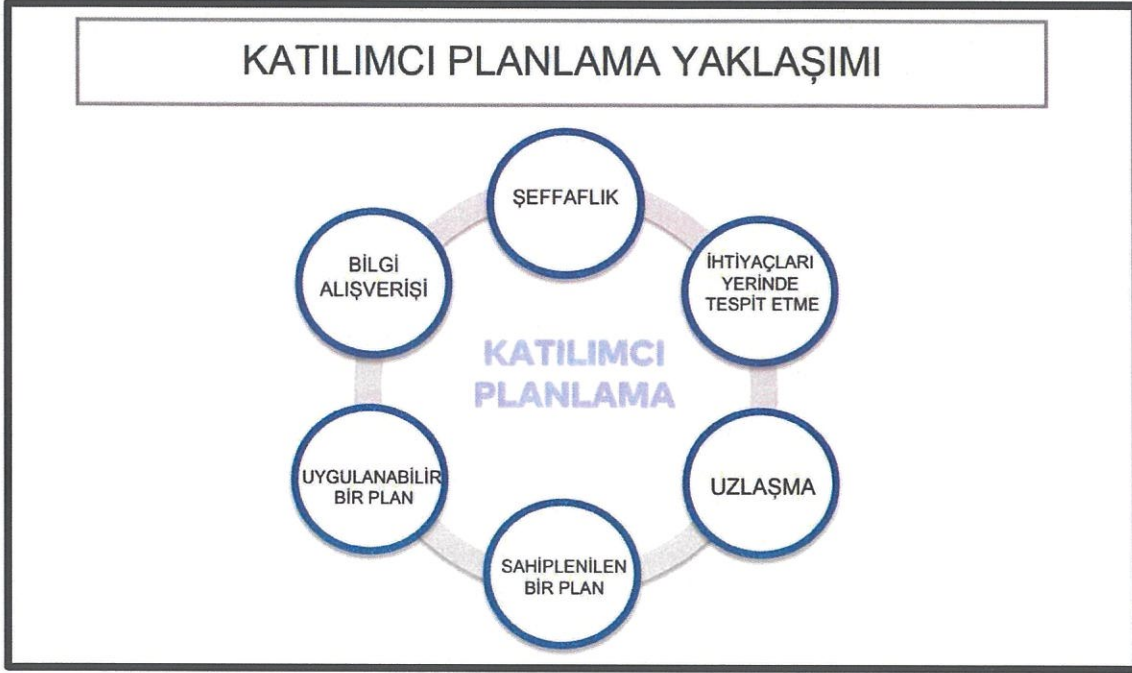 KATILIMCI PLANLAMA YAKLAŞIMI
ŞEFFAFLIK
İHTİYAÇLARI
YERİNDE
TESPİT ETME
UZLAŞMA
SAHİPLENİLEN
BİR PLAN
UYGULANABİLİR
BİR PLAN
BİLGİ
ALIŞVERİŞİ
KATILIMCI
PLANLAMA